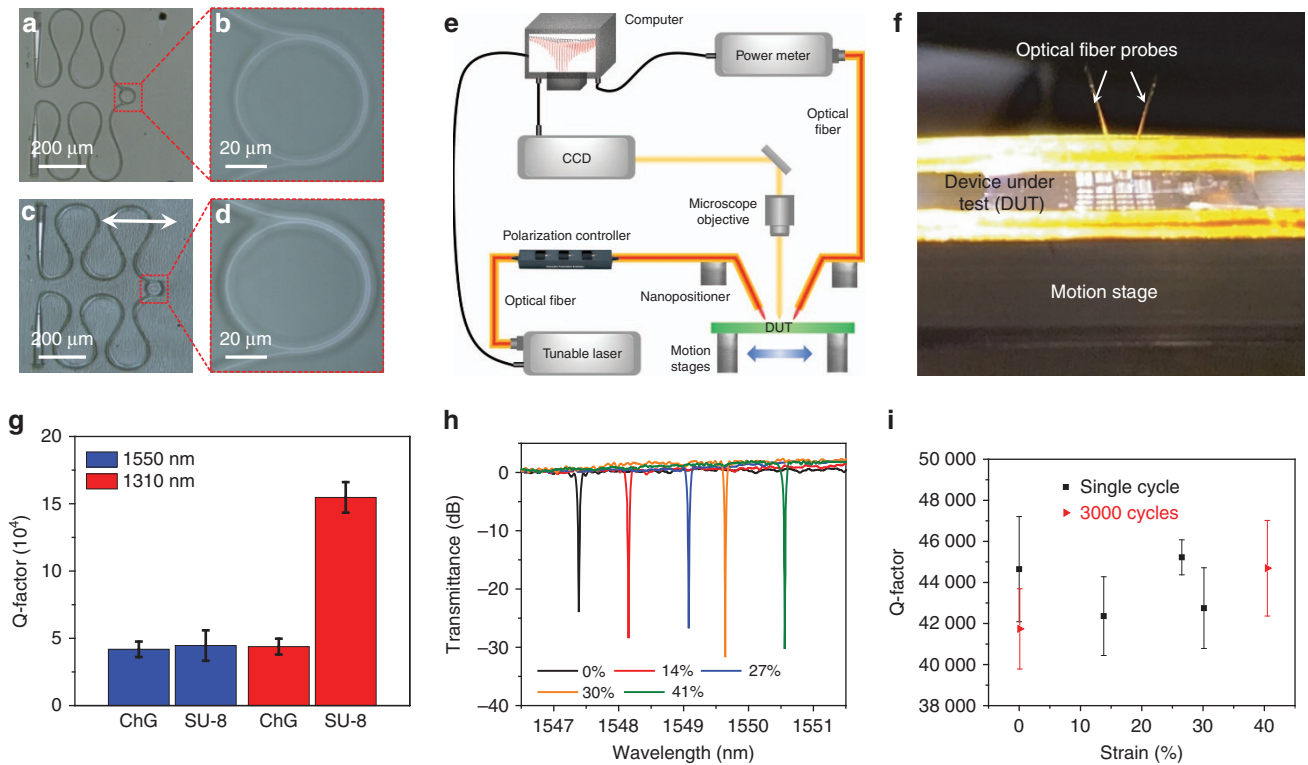 a
200 μm
b
20 μm
c
200 μm
d
20 μm
e
Computer
Power meter
Optical
fiber
CCD
Microscope
objective
Polarization controller
Optical fiber
Nanopositioner
DUT
Tunable laser
Motion
stages
f
Optical fiber probes
Device under
test (DUT)
Motion stage
g
20
15
10
5
0
Q-factor (10⁴)
1550 nm
1310 nm
ChG SU-8 ChG SU-8
h
0
–10
–20
–30
–40
Transmittance (dB)
0% 14% 27%
30% 41%
1547 1548 1549 1550 1551
Wavelength (nm)
i
50 000
48 000
46 000
44 000
42 000
40 000
38 000
Q-factor
Single cycle
3000 cycles
0 10 20 30 40
Strain (%)